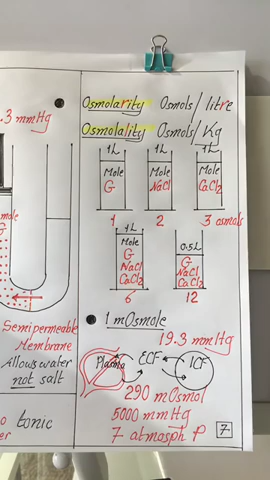 .3 mmHg
mole
G
Semipermeable
Membrane
Allows water
not salt
tonic
er
Osmolarity Osmols/litre
Osmolality Osmols/Kg
1L 1L 1L
Mole Mole Mole
G NaCl CaCl2
1 2 3 osmols
1L 0.5L
Mole
G G
NaCl NaCl
CaCl2 CaCl2
6 12
1 mOsmole
19.3 mmHg
Plasma ECF ICF
290 mOsmol
5000 mmHg
7 atmosph P
7